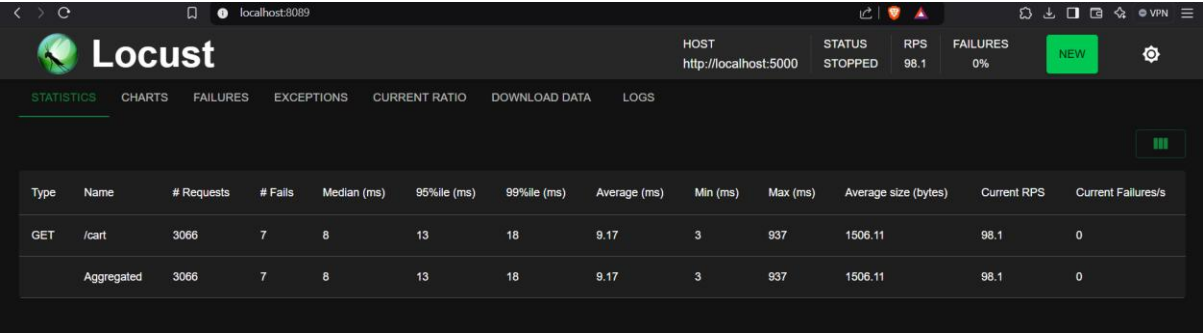 localhost:8089
VPN
Locust
HOST
http://localhost:5000
STATUS
STOPPED
RPS
98.1
FAILURES
0%
NEW
STATISTICS CHARTS FAILURES EXCEPTIONS CURRENT RATIO DOWNLOAD DATA LOGS
Type Name # Requests # Fails Median (ms) 95%ile (ms) 99%ile (ms) Average (ms) Min (ms) Max (ms) Average size (bytes) Current RPS Current Failures/s
GET /cart 3066 7 8 13 18 9.17 3 937 1506.11 98.1 0
Aggregated 3066 7 8 13 18 9.17 3 937 1506.11 98.1 0